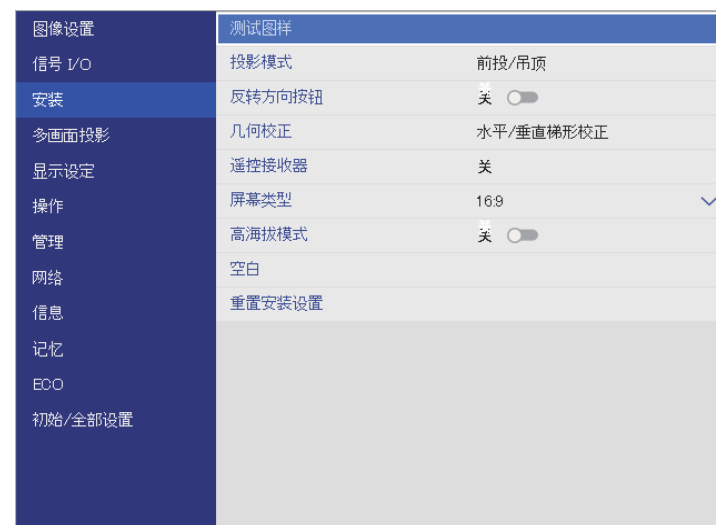 图像设置
信号 I/O
安装
多画面投影
显示设定
操作
管理
网络
信息
记忆
ECO
初始/全部设置
测试图样
投影模式 前投/吊顶
反转方向按钮 关
几何校正 水平/垂直梯形校正
遥控接收器 关
屏幕类型 16:9
高海拔模式 关
空白
重置安装设置